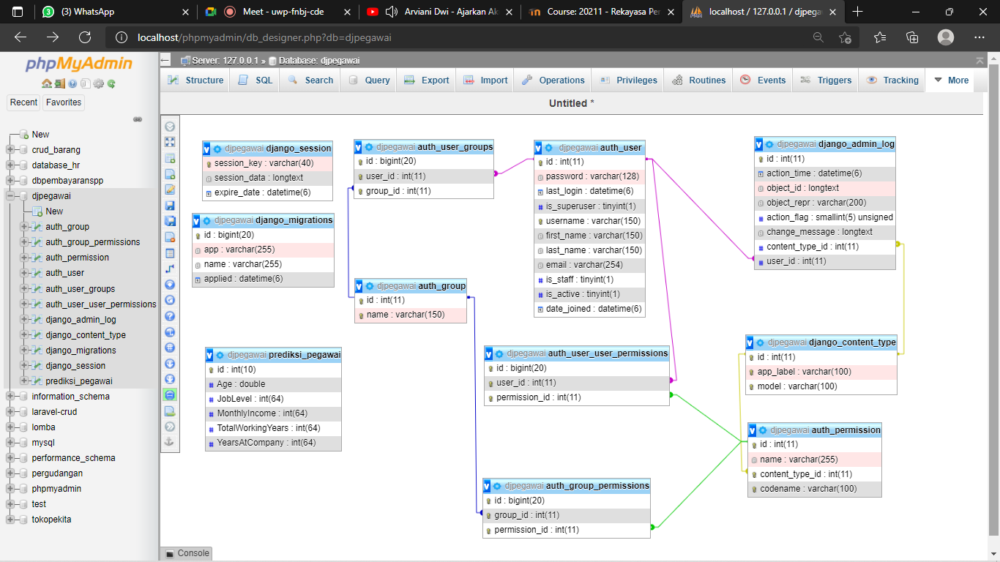 (3) WhatsApp
Meet - uwp-fnbj-cde
Arviani Dwi - Ajarkan Ak
Course: 20211 - Rekayasa Per
localhost / 127.0.0.1 / djpega
localhost/phpmyadmin/db_designer.php?db=djpegawai
phpMyAdmin
Recent
Favorites
New
crud_barang
database_hr
dbpembayaranspp
djpegawai
New
auth_group
auth_group_permissions
auth_permission
auth_user
auth_user_groups
auth_user_user_permissions
django_admin_log
django_content_type
django_migrations
django_session
prediksi_pegawai
information_schema
laravel-crud
lomba
mysql
performance_schema
pergudangan
phpmyadmin
test
tokopekita
Server: 127.0.0.1 » Database: djpegawai
Structure
SQL
Search
Query
Export
Import
Operations
Privileges
Routines
Events
Triggers
Tracking
More
Untitled *
djpegawai django_session
session_key : varchar(40)
session_data : longtext
expire_date : datetime(6)
djpegawai django_migrations
id : bigint(20)
app : varchar(255)
name : varchar(255)
applied : datetime(6)
djpegawai prediksi_pegawai
id : int(10)
Age : double
JobLevel : int(64)
MonthlyIncome : int(64)
TotalWorkingYears : int(64)
YearsAtCompany : int(64)
djpegawai auth_user_groups
id : bigint(20)
user_id : int(11)
group_id : int(11)
djpegawai auth_group
id : int(11)
name : varchar(150)
djpegawai auth_user
id : int(11)
password : varchar(128)
last_login : datetime(6)
is_superuser : tinyint(1)
username : varchar(150)
first_name : varchar(150)
last_name : varchar(150)
email : varchar(254)
is_staff : tinyint(1)
is_active : tinyint(1)
date_joined : datetime(6)
djpegawai auth_user_user_permissions
id : bigint(20)
user_id : int(11)
permission_id : int(11)
djpegawai auth_group_permissions
id : bigint(20)
group_id : int(11)
permission_id : int(11)
djpegawai django_admin_log
id : int(11)
action_time : datetime(6)
object_id : longtext
object_repr : varchar(200)
action_flag : smallint(5) unsigned
change_message : longtext
content_type_id : int(11)
user_id : int(11)
djpegawai django_content_type
id : int(11)
app_label : varchar(100)
model : varchar(100)
djpegawai auth_permission
id : int(11)
name : varchar(255)
content_type_id : int(11)
codename : varchar(100)
Console